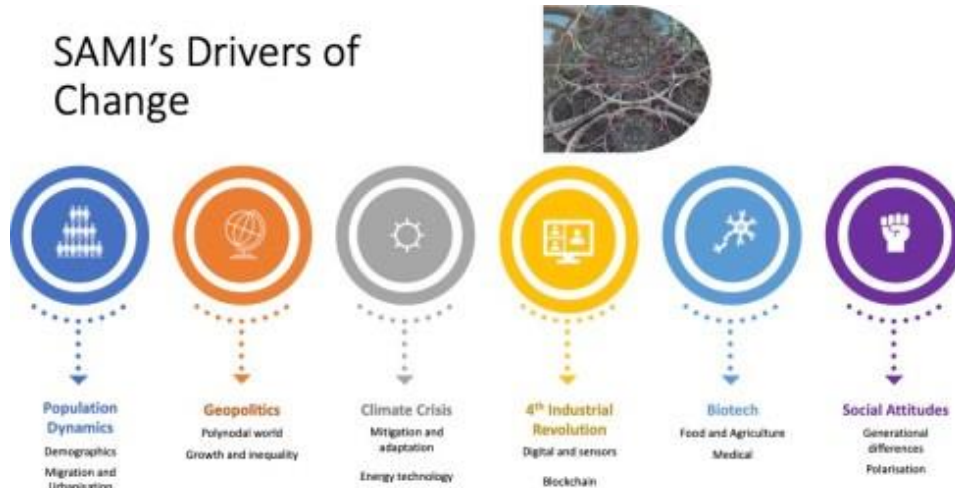 SAMI's Drivers of
Change
Population
Dynamics
Demographics
Migration and
Urbanisation
Geopolitics
Polynodal world
Growth and inequality
Climate Crisis
Mitigation and
adaptation
Energy technology
4th Industrial
Revolution
Digital and sensors
Blockchain
Biotech
Food and Agriculture
Medical
Social Attitudes
Generational
differences
Polarisation